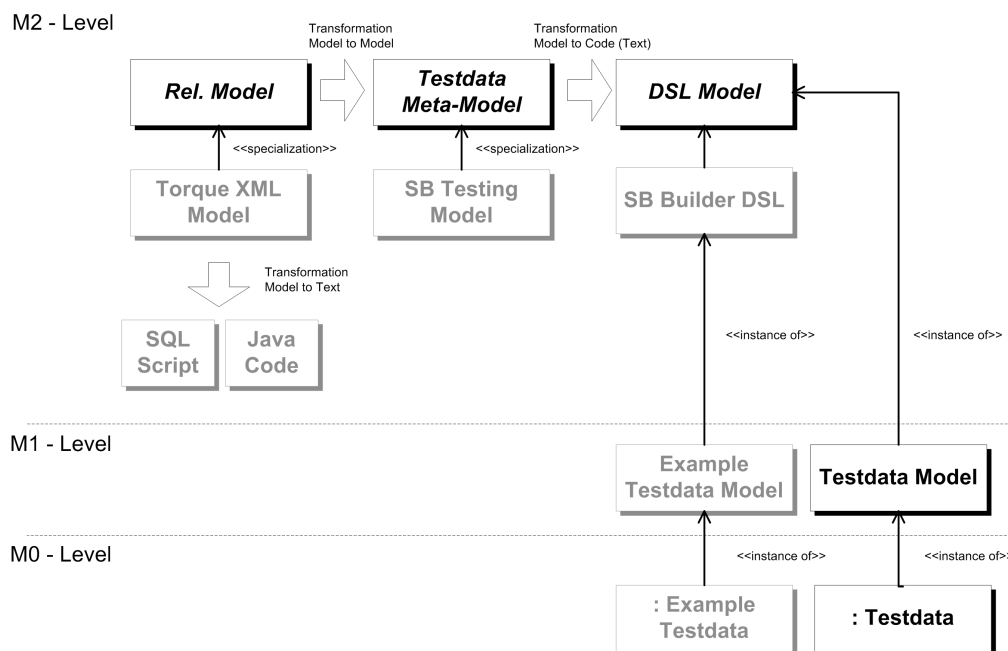 M2 - Level
Transformation
Model to Model
Transformation
Model to Code (Text)
Rel. Model
Testdata
Meta-Model
DSL Model
<<specialization>>
<<specialization>>
Torque XML
Model
SB Testing
Model
SB Builder DSL
Transformation
Model to Text
SQL
Script
Java
Code
<<instance of>>
<<instance of>>
M1 - Level
Example
Testdata Model
Testdata Model
M0 - Level
<<instance of>>
<<instance of>
: Example
Testdata
: Testdata